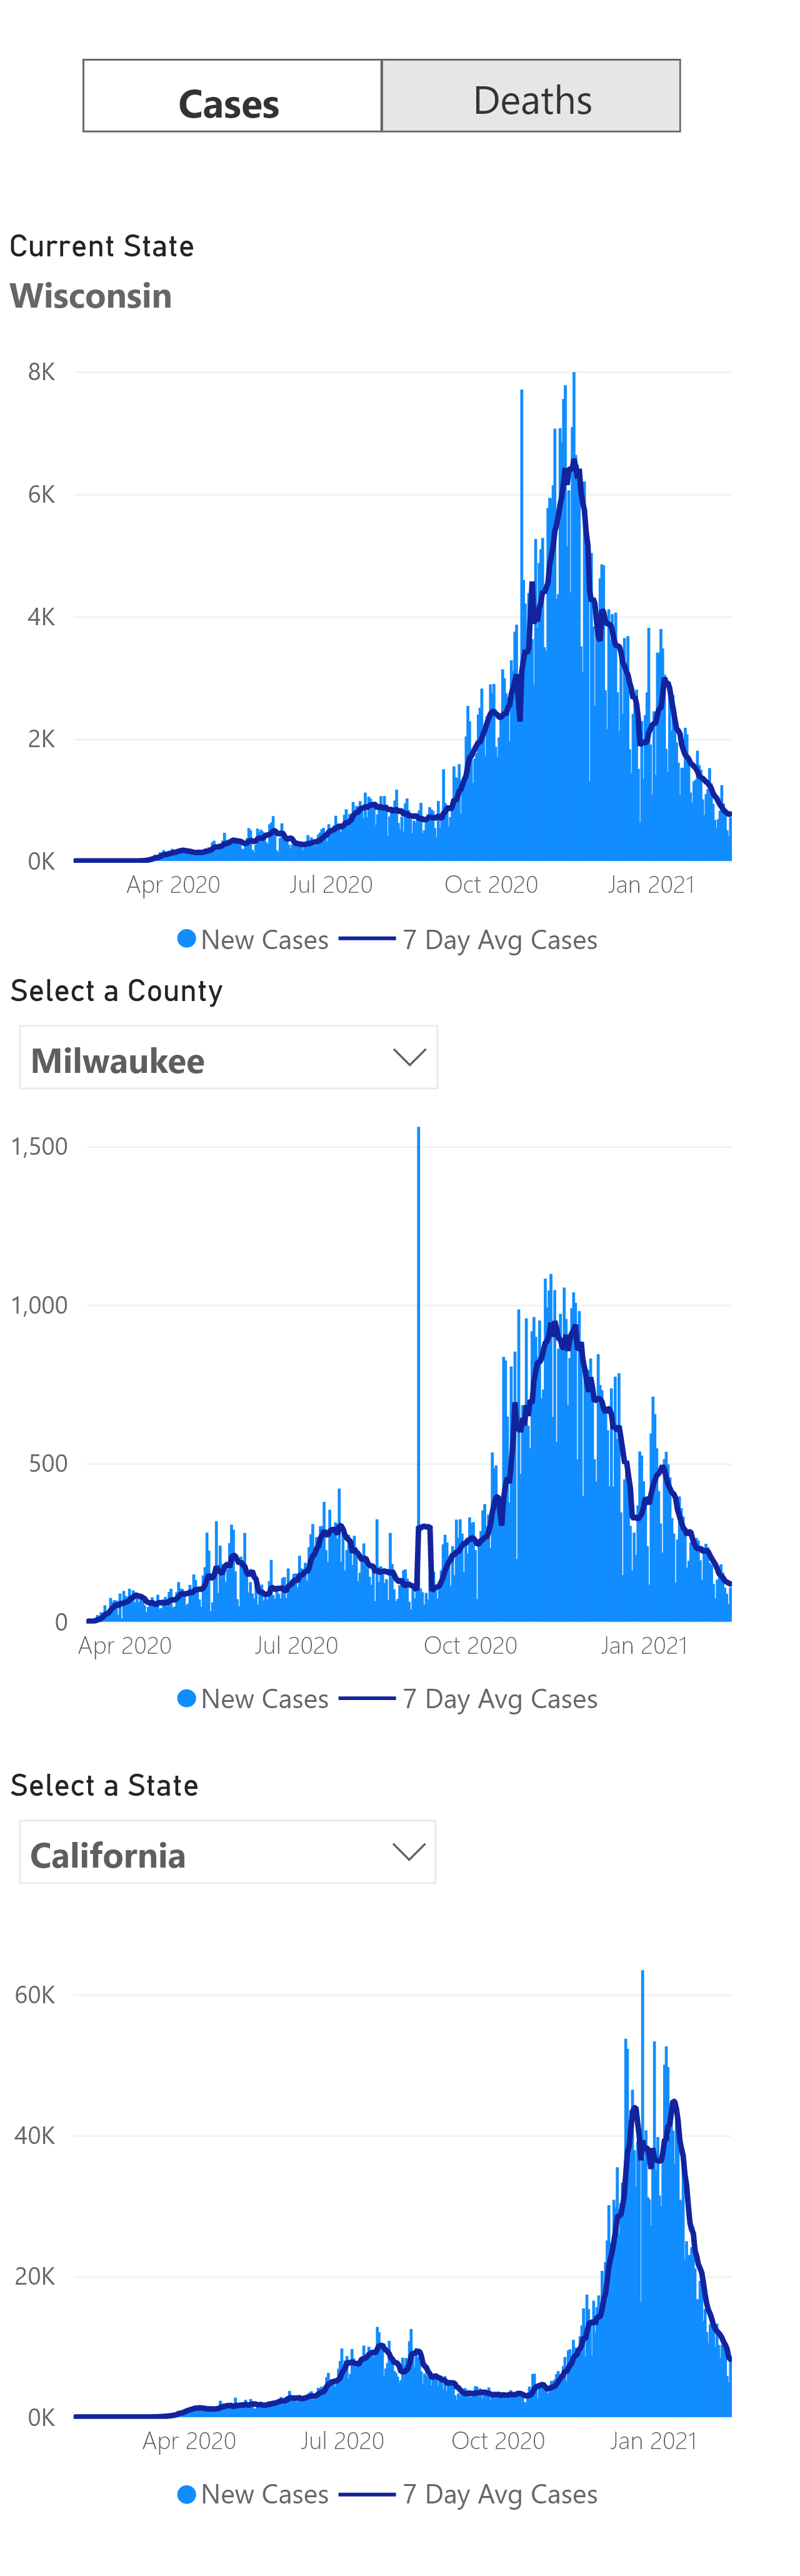 Cases Deaths
Current State
Wisconsin
8K
6K
4K
2K
0K
Apr 2020 Jul 2020 Oct 2020 Jan 2021
New Cases 7 Day Avg Cases
Select a County
Milwaukee
1,500
1,000
500
0
Apr 2020 Jul 2020 Oct 2020 Jan 2021
New Cases 7 Day Avg Cases
Select a State
California
60K
40K
20K
0K
Apr 2020 Jul 2020 Oct 2020 Jan 2021
New Cases 7 Day Avg Cases